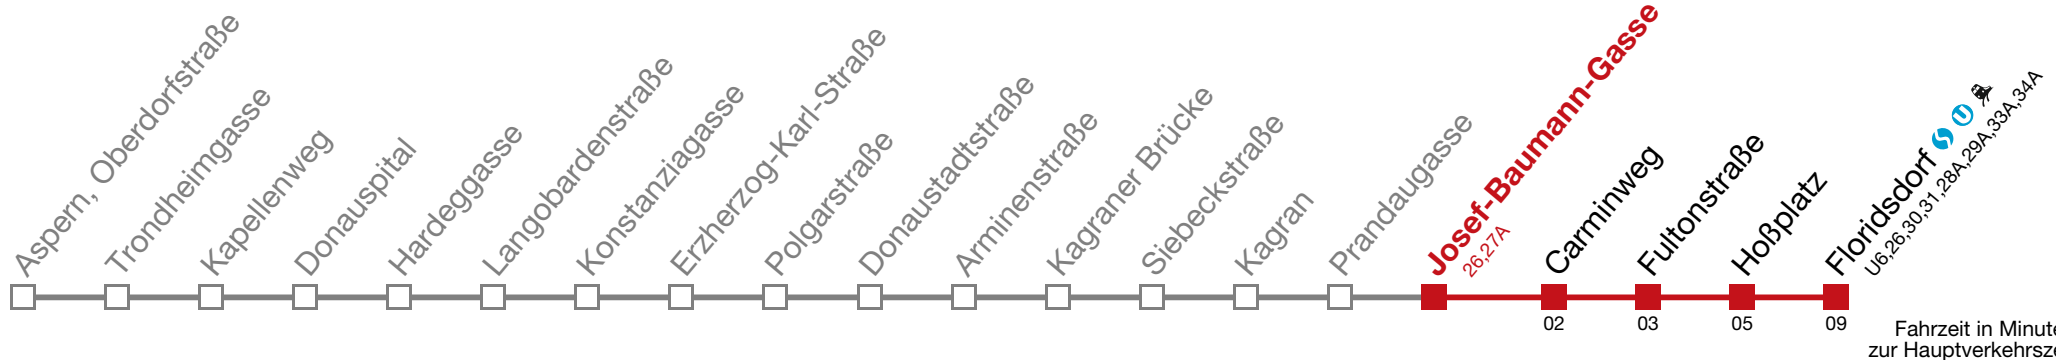 Aspern, Oberdorfstraße
Trondheimgasse
Kapellenweg
Donauspital
Hardeggasse
Langobardenstraße
Konstanziagasse
Erzherzog-Karl-Straße
Polgarstraße
Donaustadtstraße
Arminenstraße
Kagraner Brücke
Siebeckstraße
Kagran
Prandaugasse
Josef-Baumann-Gasse
26,27A
Carminweg
Fultonstraße
Hoßplatz
Floridsdorf S U
U6,26,30,31,28A,29A,33A,34A
02
03
05
09
Fahrzeit in Minute
zur Hauptverkehrsze